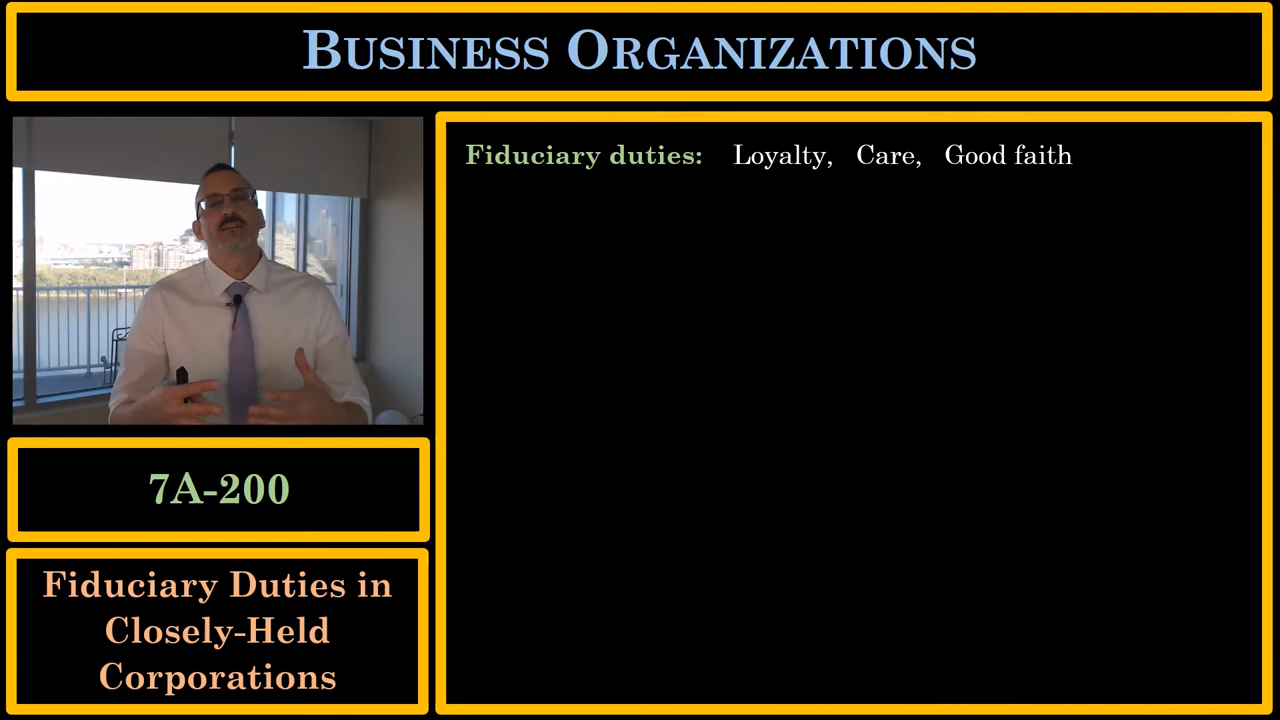 Business Organizations
Fiduciary duties: Loyalty, Care, Good faith
7A-200
Fiduciary Duties in
Closely-Held
Corporations